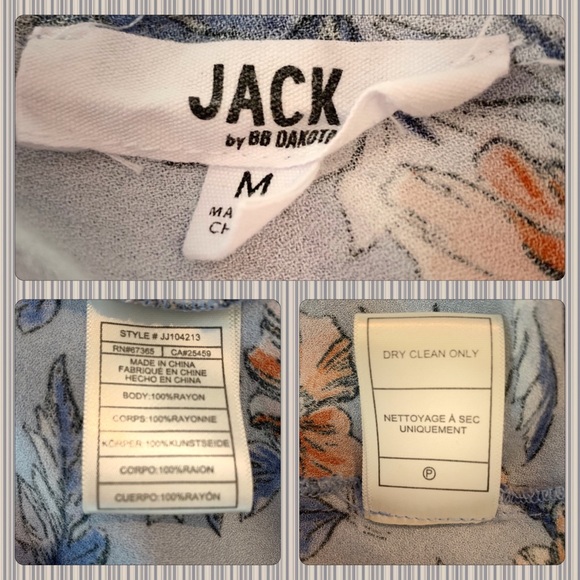 JACK
by BB DAKOTA
M
MA
CH
STYLE # JJ104213
RN#67365 CA#25459
MADE IN CHINA
FABRIQUÉ EN CHINE
HECHO EN CHINA
BODY:100%RAYON
CORPS:100%RAYONNE
KÖRPER:100%KUNSTSEIDE
CORPO:100%RAION
CUERPO:100%RAYÓN
DRY CLEAN ONLY
NETTOYAGE À SEC
UNIQUEMENT
P